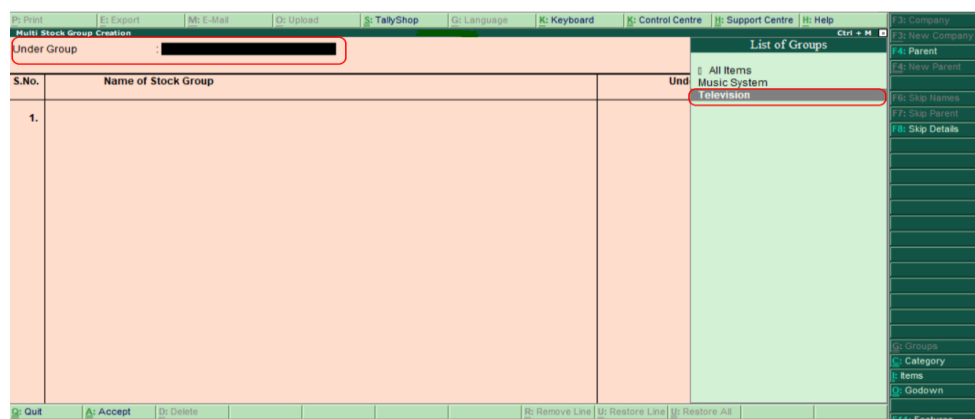 P: Print E: Export M: E-Mail O: Upload S: TallyShop G: Language K: Keyboard K: Control Centre H: Support Centre H: Help F3: Company
Multi Stock Group Creation Ctrl + M F3: New Company
Under Group : List of Groups F4: Parent
F4: New Parent
All Items
S.No. Name of Stock Group Und Music System
Television F6: Skip Names
F7: Skip Parent
1. F8: Skip Details
G: Groups
C: Category
I: Items
O: Godown
Q: Quit A: Accept D: Delete R: Remove Line U: Restore Line U: Restore All F11: Features